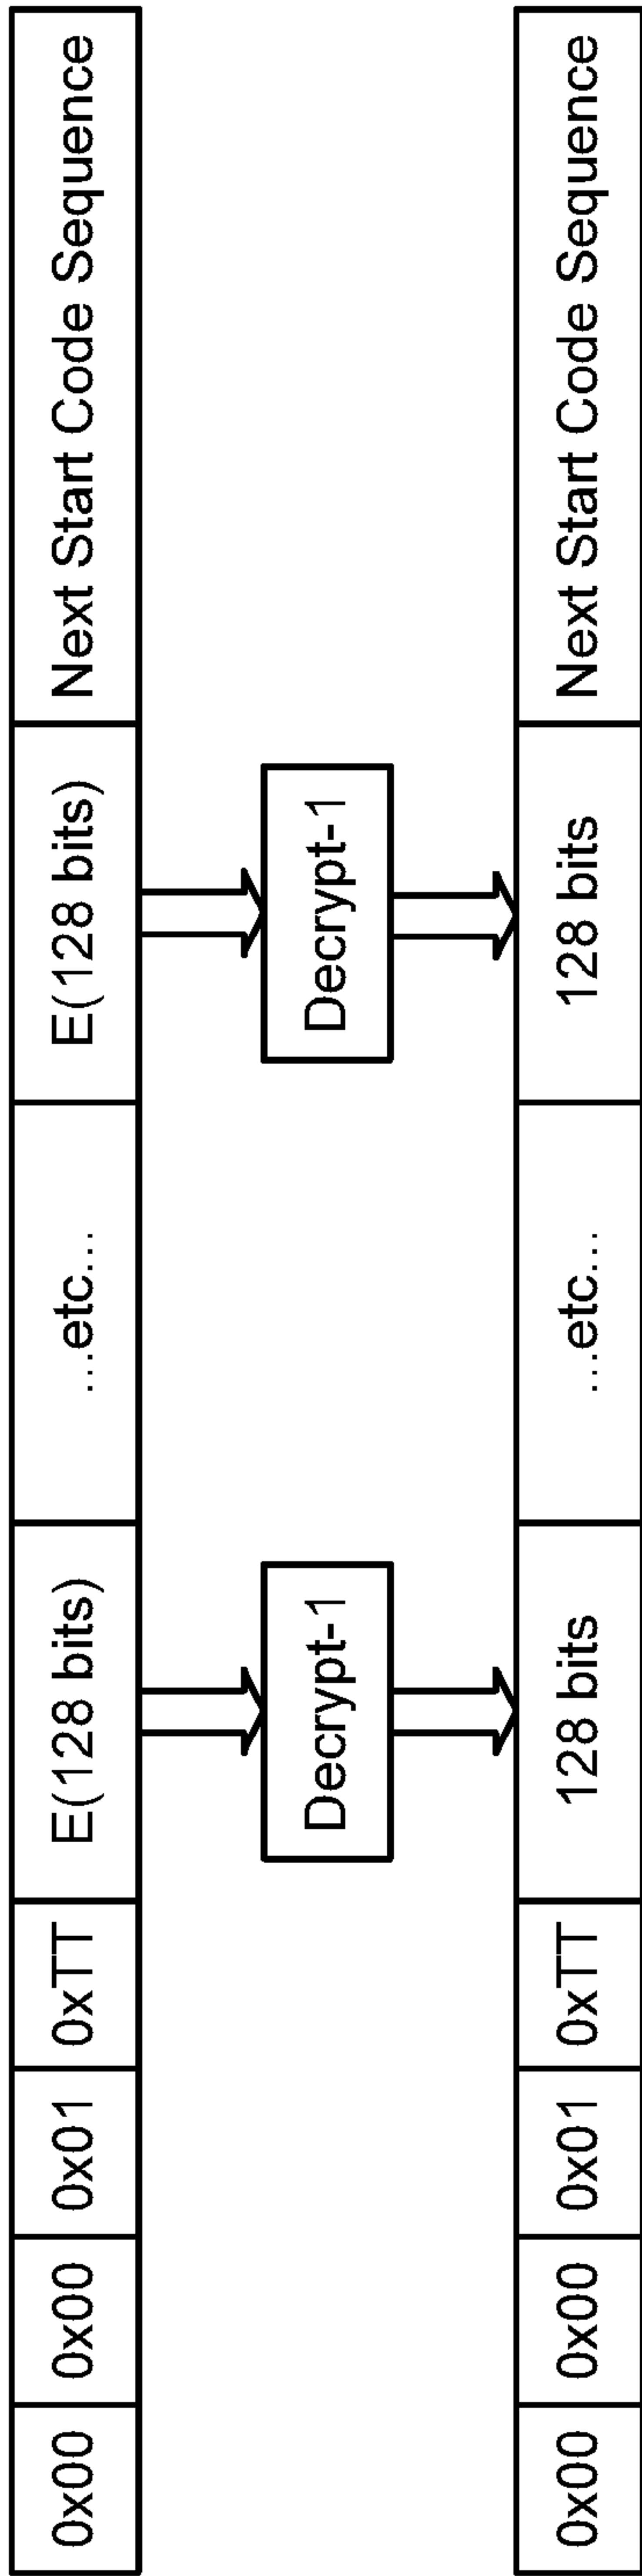 0x00 0x00 0x01 0xTT E(128 bits) ...etc... E(128 bits) Next Start Code Sequence
Decrypt-1 Decrypt-1
0x00 0x00 0x01 0xTT 128 bits ...etc... 128 bits Next Start Code Sequence